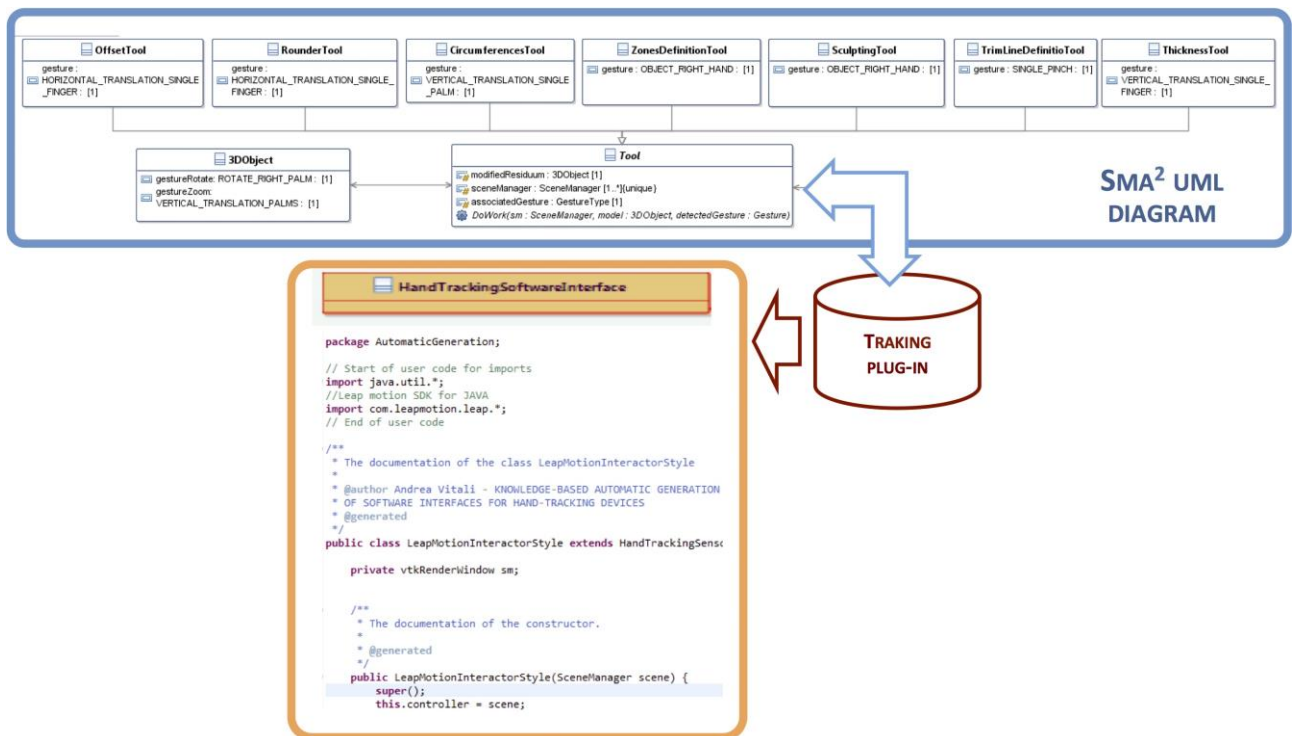 OffsetTool
gesture :
HORIZONTAL_TRANSLATION_SINGLE
_FINGER : [1]
RounderTool
gesture :
HORIZONTAL_TRANSLATION_SINGLE_
FINGER : [1]
CircumferencesTool
gesture :
VERTICAL_TRANSLATION_SINGLE
_PALM : [1]
ZonesDefinitionTool
gesture : OBJECT_RIGHT_HAND : [1]
SculptingTool
gesture : OBJECT_RIGHT_HAND : [1]
TrimLineDefinitioTool
gesture : SINGLE_PINCH : [1]
ThicknessTool
gesture :
VERTICAL_TRANSLATION_SINGLE_
FINGER : [1]
3DObject
gestureRotate: ROTATE_RIGHT_PALM : [1]
gestureZoom:
VERTICAL_TRANSLATION_PALMS : [1]
Tool
modifiedResiduum : 3DObject [1]
sceneManager : SceneManager [1..*]{unique}
associatedGesture : GestureType [1]
DoWork(sm : SceneManager, model : 3DObject, detectedGesture : Gesture)
SMA² UML
DIAGRAM
TRAKING
PLUG-IN
HandTrackingSoftwareInterface
package AutomaticGeneration;
// Start of user code for imports
import java.util.*;
//Leap motion SDK for JAVA
import com.leapmotion.leap.*;
// End of user code
/**
* The documentation of the class LeapMotionInteractorStyle
*
* @author Andrea Vitali - KNOWLEDGE-BASED AUTOMATIC GENERATION
* OF SOFTWARE INTERFACES FOR HAND-TRACKING DEVICES
* @generated
*/
public class LeapMotionInteractorStyle extends HandTrackingSenso
private vtkRenderWindow sm;
/**
* The documentation of the constructor.
*
* @generated
*/
public LeapMotionInteractorStyle(SceneManager scene) {
super();
this.controller = scene;